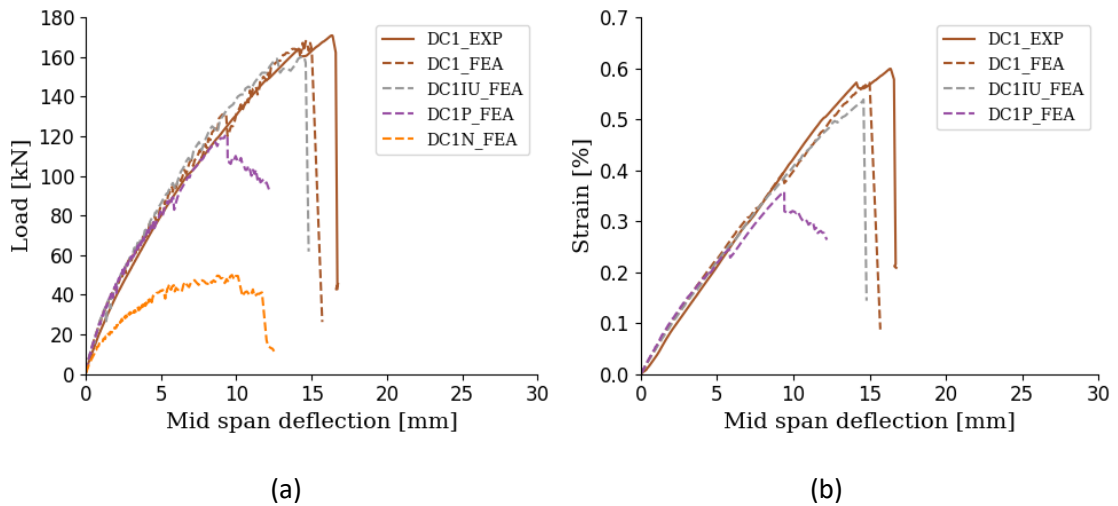 180
160
140
120
100
80
60
40
20
0
Load [kN]
0 5 10 15 20 25 30
Mid span deflection [mm]
DC1_EXP
DC1_FEA
DC1IU_FEA
DC1P_FEA
DC1N_FEA
(a)
0.7
0.6
0.5
0.4
0.3
0.2
0.1
0.0
Strain [%]
0 5 10 15 20 25 30
Mid span deflection [mm]
DC1_EXP
DC1_FEA
DC1IU_FEA
DC1P_FEA
(b)